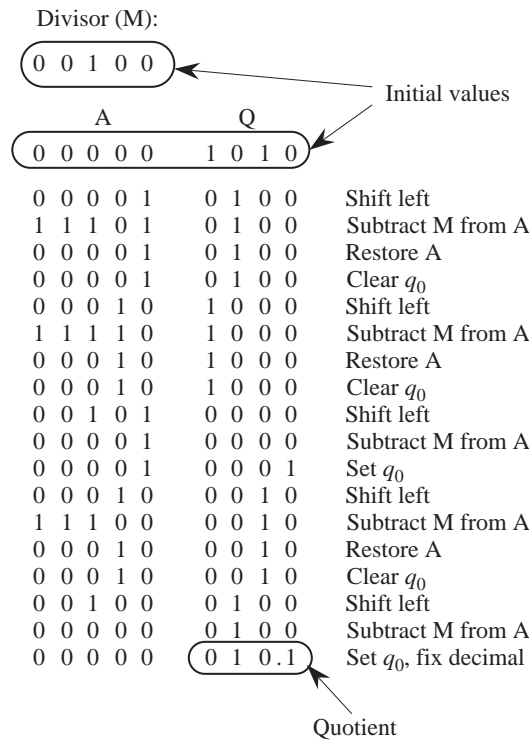 Divisor (M):
0 0 1 0 0
Initial values
A Q
0 0 0 0 0 1 0 1 0
0 0 0 0 1 0 1 0 0 Shift left
1 1 1 0 1 0 1 0 0 Subtract M from A
0 0 0 0 1 0 1 0 0 Restore A
0 0 0 0 1 0 1 0 0 Clear q0
0 0 0 1 0 1 0 0 0 Shift left
1 1 1 1 0 1 0 0 0 Subtract M from A
0 0 0 1 0 1 0 0 0 Restore A
0 0 0 1 0 1 0 0 0 Clear q0
0 0 1 0 1 0 0 0 0 Shift left
0 0 0 0 1 0 0 0 0 Subtract M from A
0 0 0 0 1 0 0 0 1 Set q0
0 0 0 1 0 0 0 1 0 Shift left
1 1 1 0 0 0 0 1 0 Subtract M from A
0 0 0 1 0 0 0 1 0 Restore A
0 0 0 1 0 0 0 1 0 Clear q0
0 0 1 0 0 0 1 0 0 Shift left
0 0 0 0 0 0 1 0 0 Subtract M from A
0 0 0 0 0 0 1 0 . 1 Set q0, fix decimal
Quotient